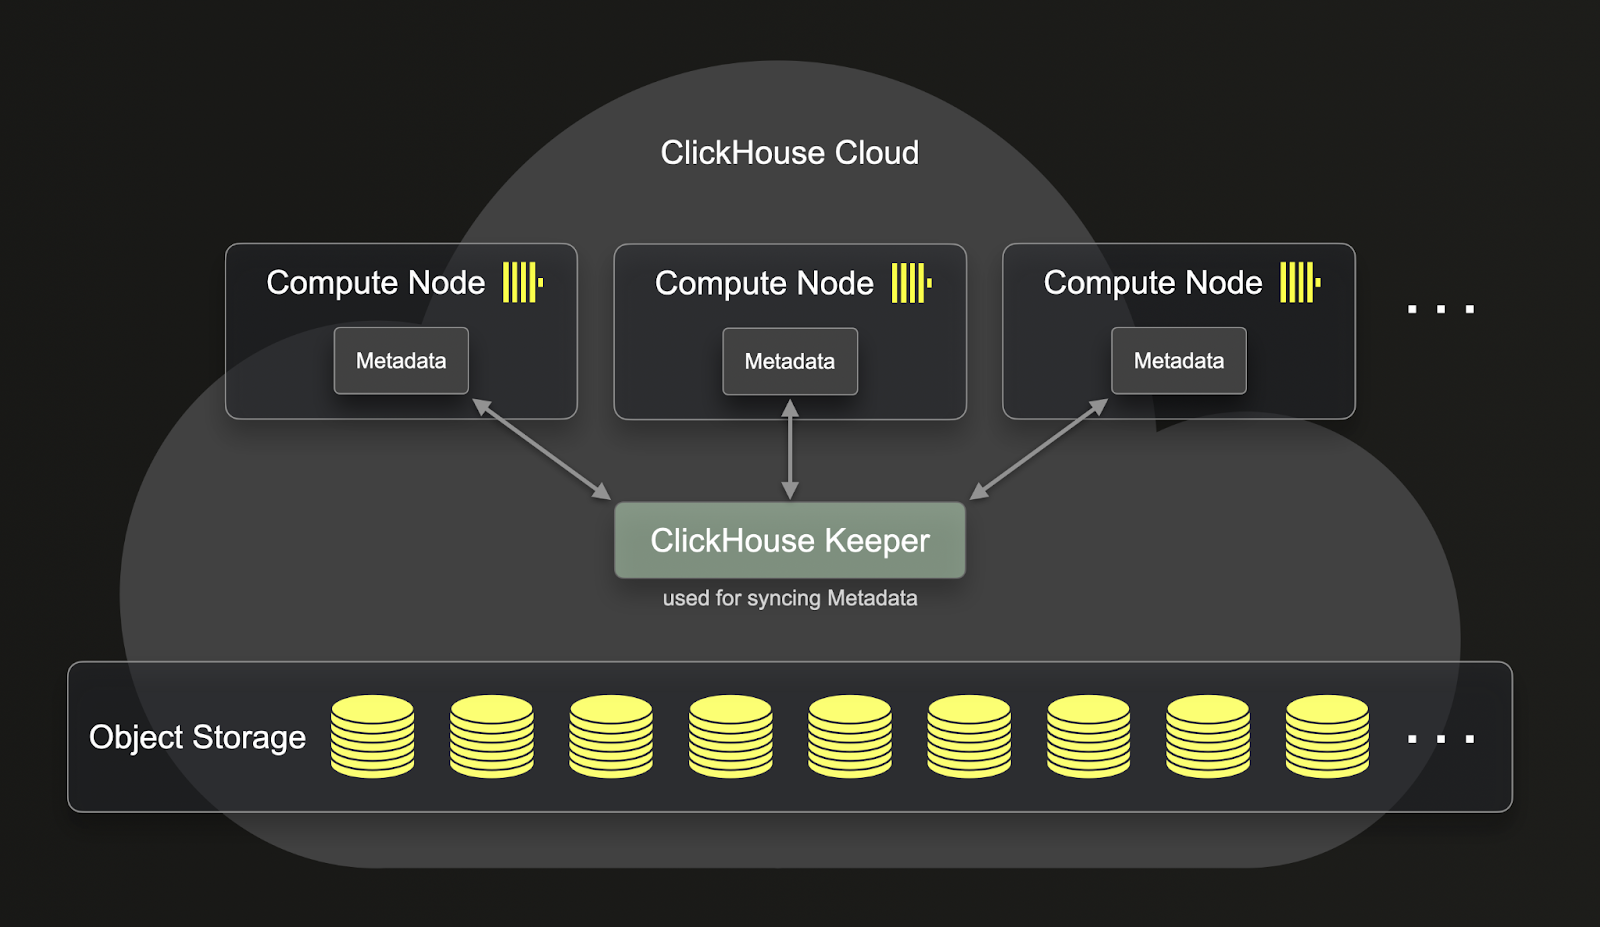 ClickHouse Cloud
Compute Node
Compute Node
Compute Node
. . .
Metadata
Metadata
Metadata
ClickHouse Keeper
used for syncing Metadata
Object Storage
. . .